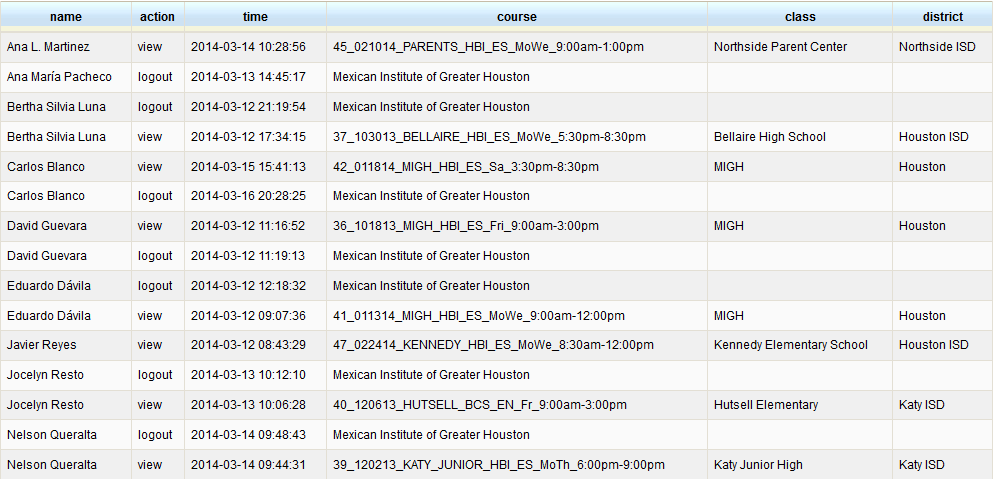 name action time course class district
Ana L. Martinez view 2014-03-14 10:28:56 45_021014_PARENTS_HBI_ES_MoWe_9:00am-1:00pm Northside Parent Center Northside ISD
Ana María Pacheco logout 2014-03-13 14:45:17 Mexican Institute of Greater Houston
Bertha Silvia Luna logout 2014-03-12 21:19:54 Mexican Institute of Greater Houston
Bertha Silvia Luna view 2014-03-12 17:34:15 37_103013_BELLAIRE_HBI_ES_MoWe_5:30pm-8:30pm Bellaire High School Houston ISD
Carlos Blanco view 2014-03-15 15:41:13 42_011814_MIGH_HBI_ES_Sa_3:30pm-8:30pm MIGH Houston
Carlos Blanco logout 2014-03-16 20:28:25 Mexican Institute of Greater Houston
David Guevara view 2014-03-12 11:16:52 36_101813_MIGH_HBI_ES_Fri_9:00am-3:00pm MIGH Houston
David Guevara logout 2014-03-12 11:19:13 Mexican Institute of Greater Houston
Eduardo Dávila logout 2014-03-12 12:18:32 Mexican Institute of Greater Houston
Eduardo Dávila view 2014-03-12 09:07:36 41_011314_MIGH_HBI_ES_MoWe_9:00am-12:00pm MIGH Houston
Javier Reyes view 2014-03-12 08:43:29 47_022414_KENNEDY_HBI_ES_MoWe_8:30am-12:00pm Kennedy Elementary School Houston ISD
Jocelyn Resto logout 2014-03-13 10:12:10 Mexican Institute of Greater Houston
Jocelyn Resto view 2014-03-13 10:06:28 40_120613_HUTSELL_BCS_EN_Fr_9:00am-3:00pm Hutsell Elementary Katy ISD
Nelson Queralta logout 2014-03-14 09:48:43 Mexican Institute of Greater Houston
Nelson Queralta view 2014-03-14 09:44:31 39_120213_KATY_JUNIOR_HBI_ES_MoTh_6:00pm-9:00pm Katy Junior High Katy ISD